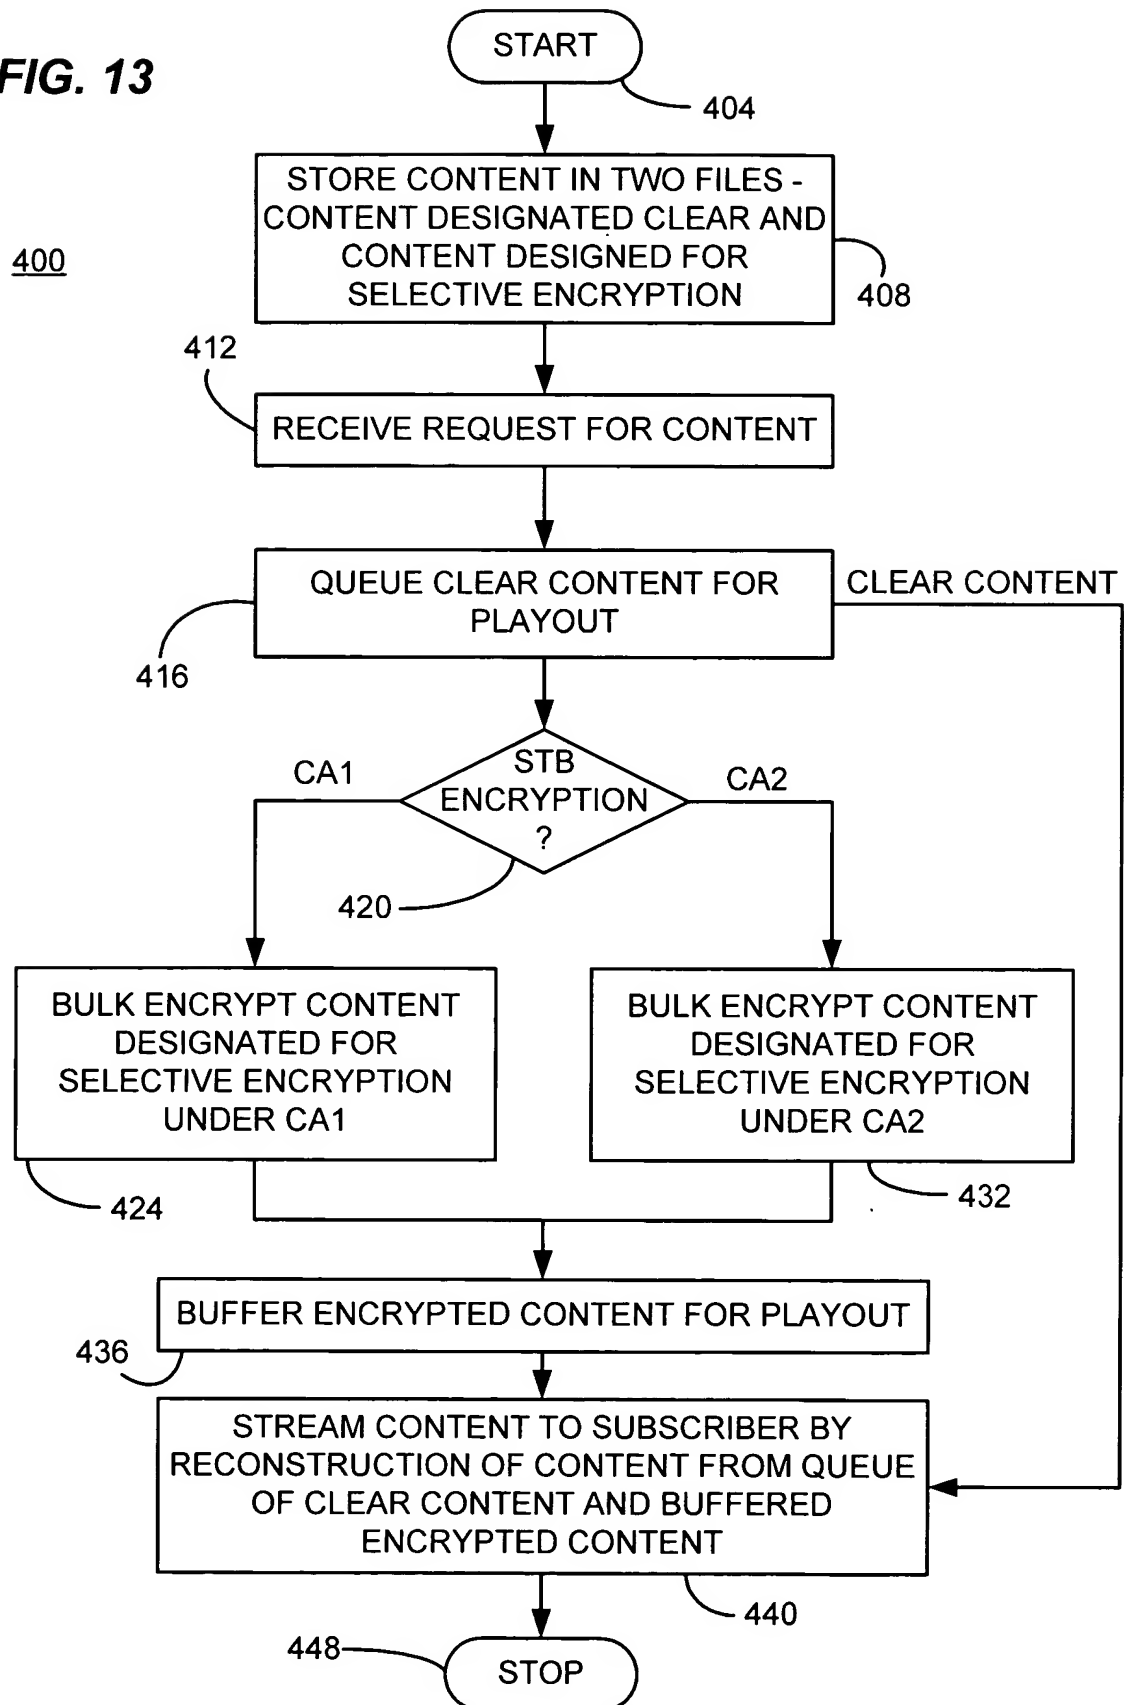 FIG. 13
START
404
STORE CONTENT IN TWO FILES -
CONTENT DESIGNATED CLEAR AND
CONTENT DESIGNED FOR
SELECTIVE ENCRYPTION
400
408
412
RECEIVE REQUEST FOR CONTENT
QUEUE CLEAR CONTENT FOR
PLAYOUT
CLEAR CONTENT
416
STB
ENCRYPTION
?
CA1
CA2
420
BULK ENCRYPT CONTENT
DESIGNATED FOR
SELECTIVE ENCRYPTION
UNDER CA1
BULK ENCRYPT CONTENT
DESIGNATED FOR
SELECTIVE ENCRYPTION
UNDER CA2
424
432
BUFFER ENCRYPTED CONTENT FOR PLAYOUT
436
STREAM CONTENT TO SUBSCRIBER BY
RECONSTRUCTION OF CONTENT FROM QUEUE
OF CLEAR CONTENT AND BUFFERED
ENCRYPTED CONTENT
440
448
STOP